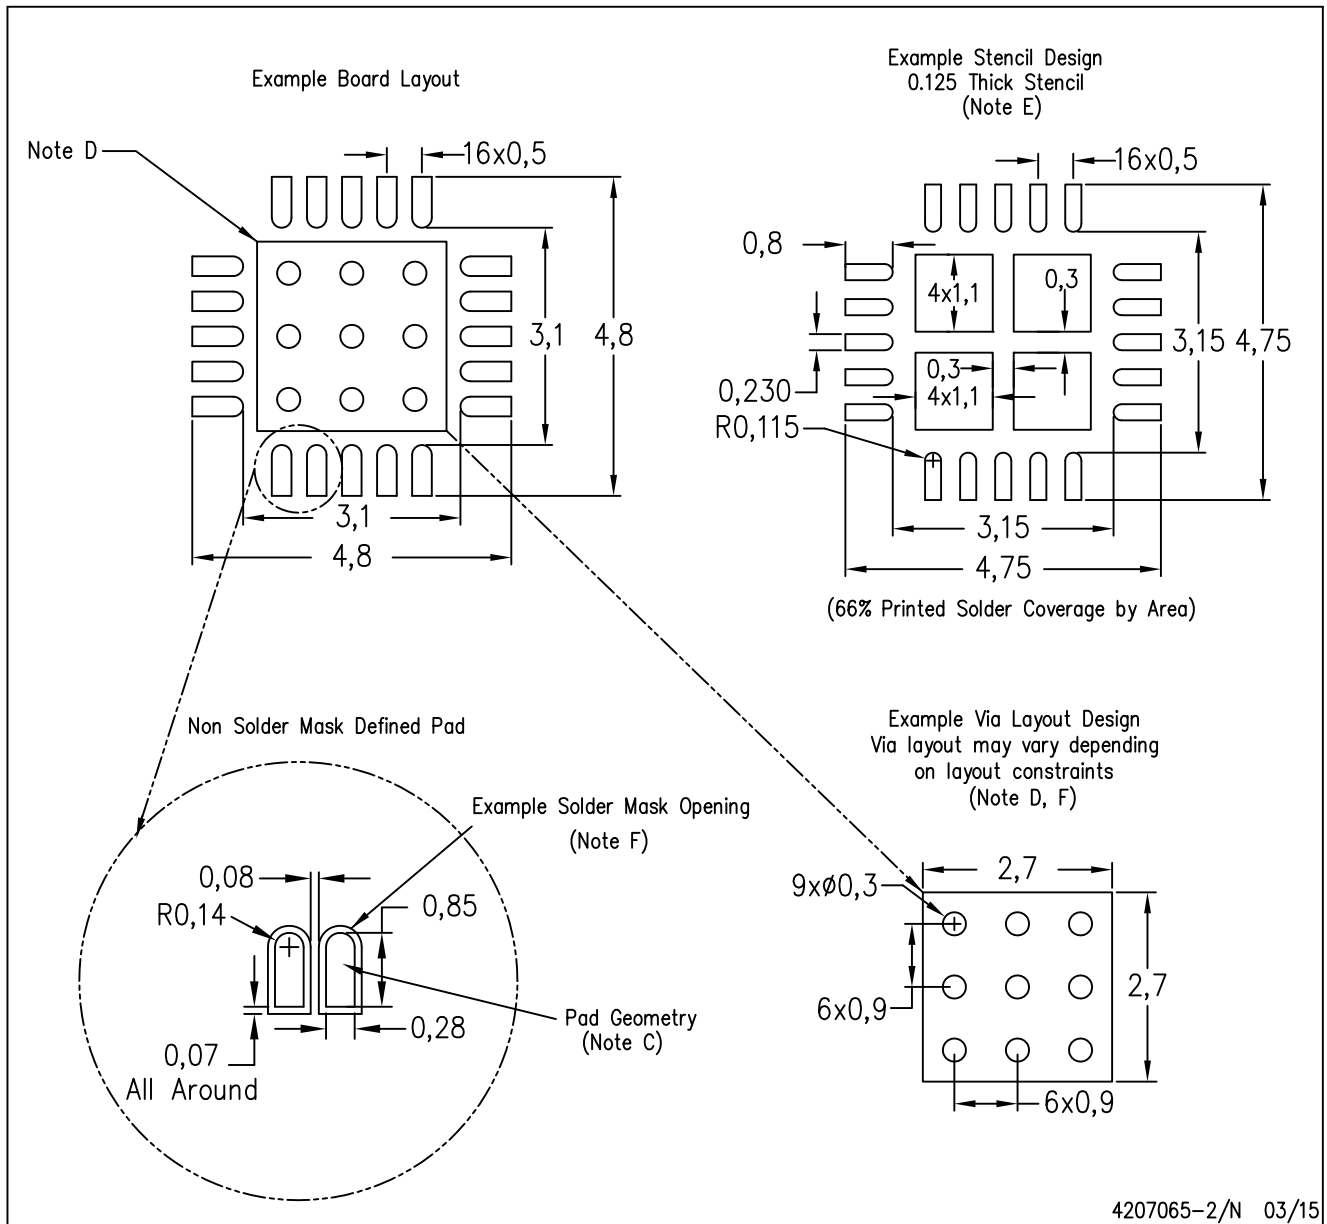 Example Board Layout
Note D
16x0,5
3,1
4,8
3,1
4,8
Example Stencil Design
0.125 Thick Stencil
(Note E)
16x0,5
0,8
4x1,1
0,3
3,15
4,75
0,3
4x1,1
0,230
R0,115
3,15
4,75
(66% Printed Solder Coverage by Area)
Non Solder Mask Defined Pad
Example Solder Mask Opening
(Note F)
0,08
R0,14
0,85
0,28
Pad Geometry
(Note C)
0,07
All Around
Example Via Layout Design
Via layout may vary depending
on layout constraints
(Note D, F)
2,7
9xø0,3
2,7
6x0,9
6x0,9
4207065-2/N 03/15